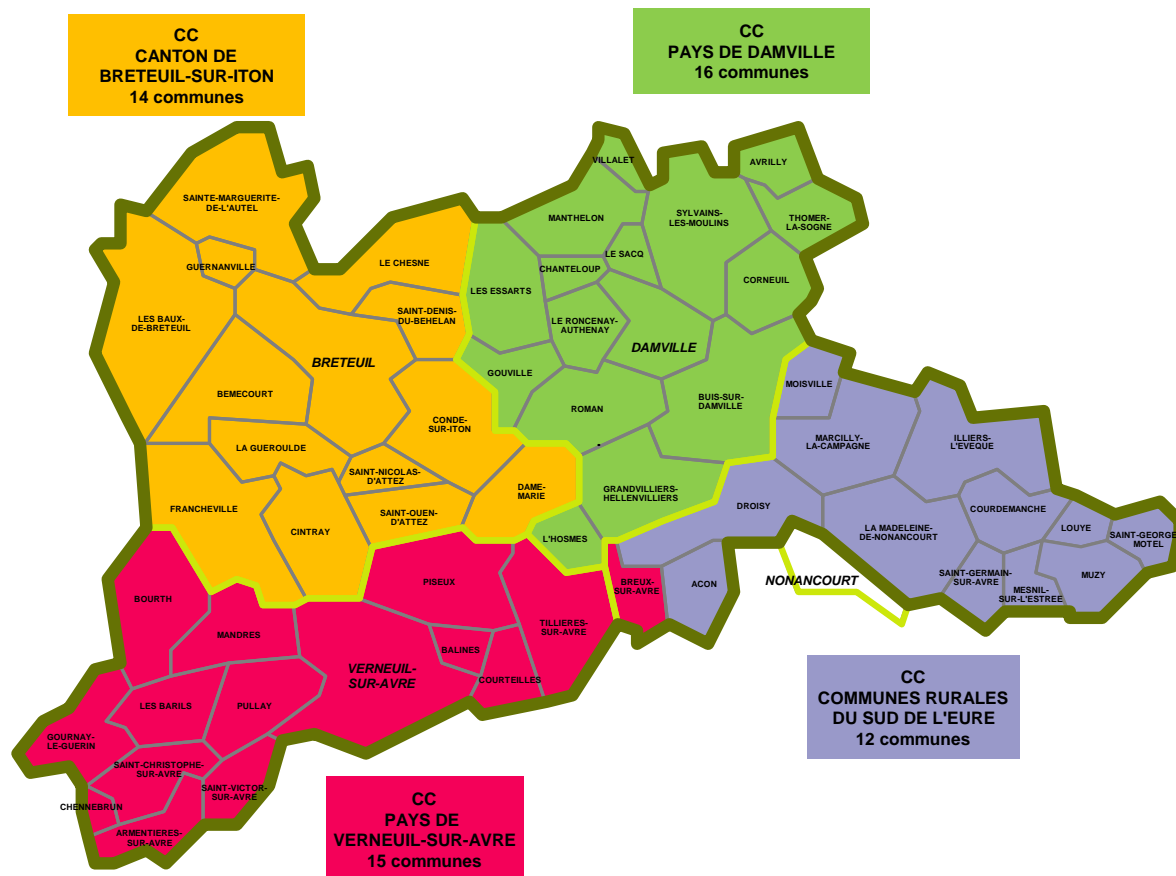 CC
CANTON DE
BRETEUIL-SUR-ITON
14 communes
CC
PAYS DE DAMVILLE
16 communes
VILLALET
AVRILLY
SAINTE-MARGUERITE-
DE-L'AUTEL
MANTHELON
SYLVAINS-
LES-MOULINS
THOMER-
LA-SOGNE
LE SACQ
LE CHESNE
GUERNANVILLE
CHANTELOUP
LES ESSARTS
CORNEUIL
LES BAUX-
DE-BRETEUIL
SAINT-DENIS-
DU-BEHELAN
LE RONCENAY-
AUTHENAY
DAMVILLE
BRETEUIL
GOUVILLE
MOISVILLE
BEMECOURT
ROMAN
BUIS-SUR-
DAMVILLE
CONDE-
SUR-ITON
MARCILLY-
LA-CAMPAGNE
ILLIERS-
L'EVEQUE
LA GUEROULDE
SAINT-NICOLAS-
D'ATTEZ
DAME-
MARIE
GRANDVILLIERS-
HELLENVILLIERS
FRANCHEVILLE
CINTRAY
SAINT-OUEN-
D'ATTEZ
DROISY
COURDEMANCHE
LA MADELEINE-
DE-NONANCOURT
LOUYE
SAINT-GEORGE
MOTEL
L'HOSMES
SAINT-GERMAIN-
SUR-AVRE
MUZY
MESNIL-
SUR-L'ESTREE
NONANCOURT
PISEUX
BREUX-
SUR-AVRE
ACON
BOURTH
MANDRES
TILLIERES-
SUR-AVRE
BALINES
VERNEUIL-
SUR-AVRE
COURTEILLES
LES BARILS
PULLAY
CC
COMMUNES RURALES
DU SUD DE L'EURE
12 communes
GOURNAY-
LE-GUERIN
SAINT-CHRISTOPHE-
SUR-AVRE
SAINT-VICTOR-
SUR-AVRE
CHENNEBRUN
ARMENTIERES-
SUR-AVRE
CC
PAYS DE
VERNEUIL-SUR-AVRE
15 communes